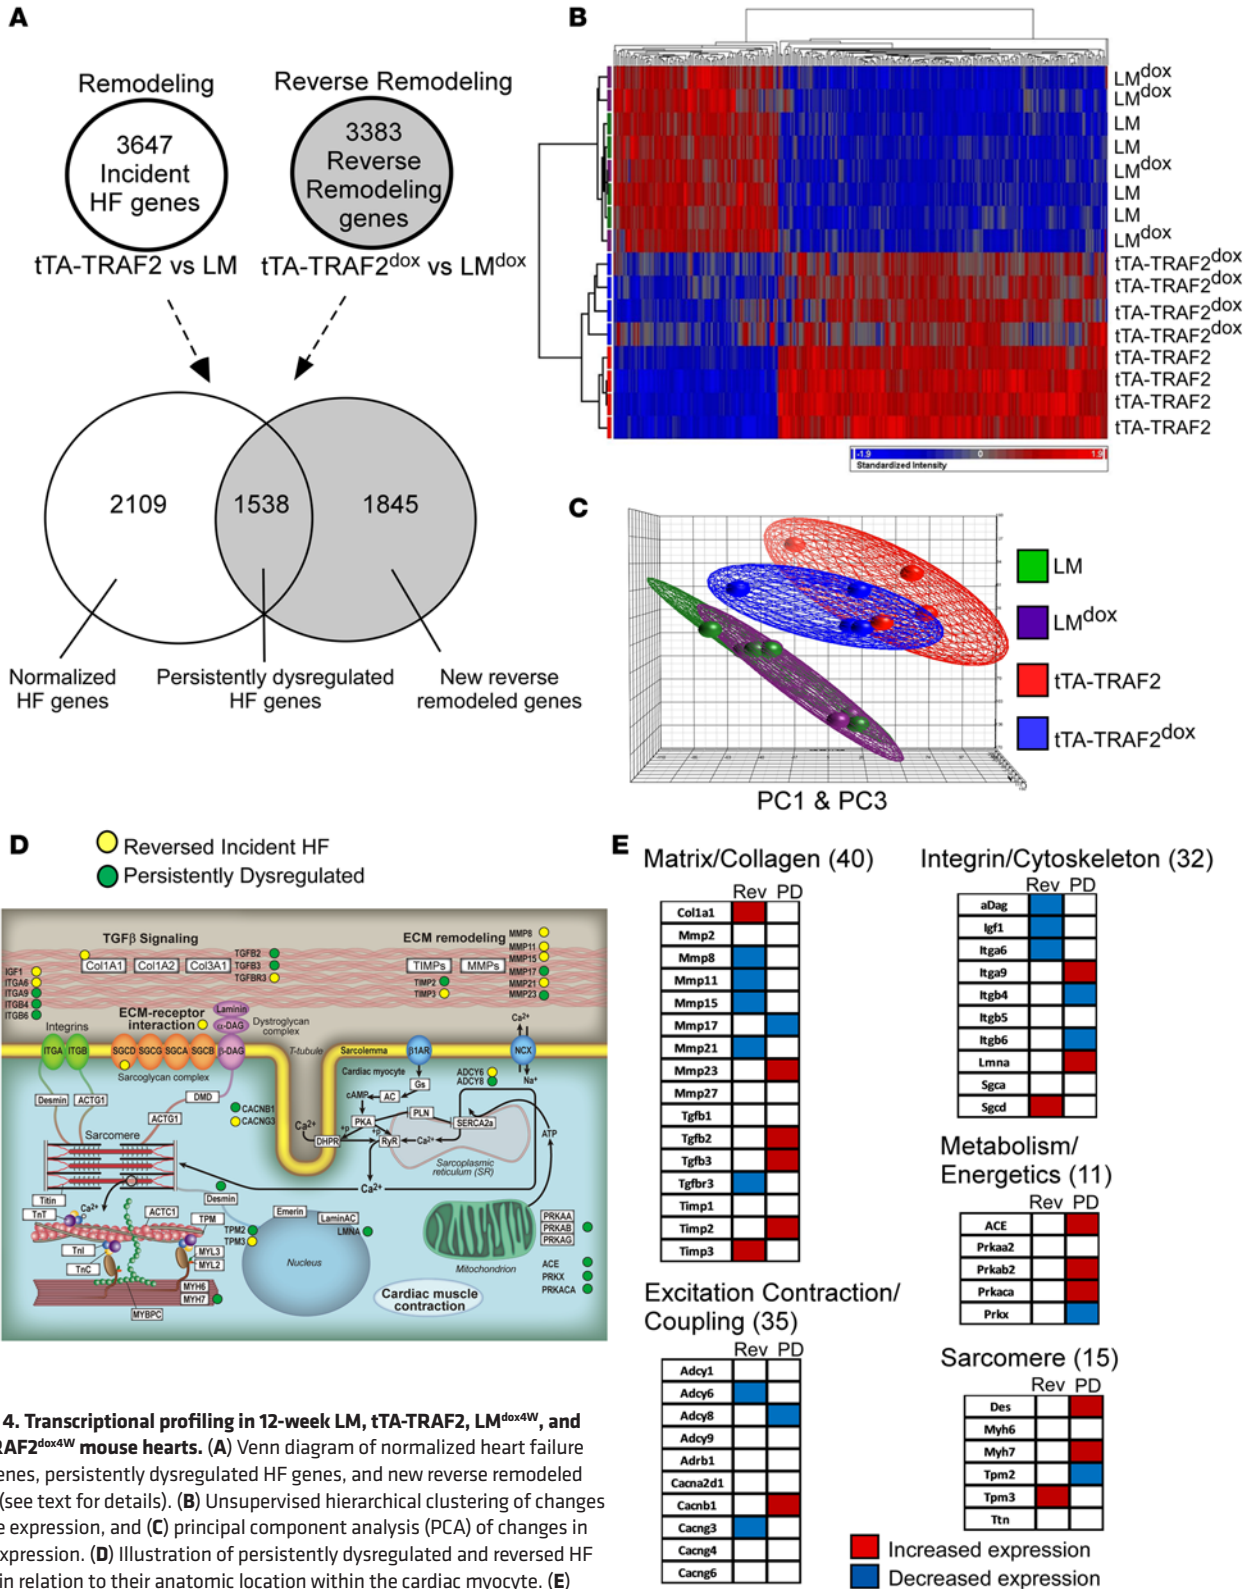 A
Remodeling
3647
Incident
HF genes
tTA-TRAF2 vs LM
Reverse Remodeling
3383
Reverse
Remodeling
genes
tTA-TRAF2dox vs LMdox
2109
1538
1845
Normalized
HF genes
Persistently dysregulated
HF genes
New reverse
remodeled genes
B
LMdox
LMdox
LM
LM
LMdox
LM
LM
LMdox
tTA-TRAF2dox
tTA-TRAF2dox
tTA-TRAF2dox
tTA-TRAF2dox
tTA-TRAF2
tTA-TRAF2
tTA-TRAF2
tTA-TRAF2
-1.9 0 1.9
Standardized Intensity
C
LM
LMdox
tTA-TRAF2
tTA-TRAF2dox
PC1 & PC3
D
Reversed Incident HF
Persistently Dysregulated
TGFβ Signaling
Col1A1 Col1A2 Col3A1
TGFB2
TGFB3
TGFBR3
ECM remodeling
TIMPs MMPs
TIMP2
TIMP3
MMP8
MMP11
MMP15
MMP17
MMP21
MMP23
IGF1
ITGA6
ITGA9
ITGB4
ITGB6
Integrins
ITGA ITGB
ECM-receptor
interaction
Laminin
α-DAG
Dystroglycan
complex
SGCD SGCG SGCA SGCB β-DAG
Sarcoglycan complex
T-tubule
Sarcolemma
Cardiac myocyte
β1AR
Gs
AC
cAMP
ADCY6
ADCY8
Ca2+
NCX
Na+
Desmin
ACTG1
DMD
ACTG1
CACNB1
CACNG3
Ca2+
DHPR
PKA
+p
+p
RyR
PLN
SERCA2a
Ca2+
ATP
Sarcoplasmic
reticulum (SR)
Ca2+
Sarcomere
Desmin
Titin
TnT
Ca2+
ACTC1
TPM
TPM2
TPM3
TnI
TnC
MYL3
MYL2
MYH6
MYH7
MYBPC
Emerin
LaminAC
LMNA
Nucleus
Mitochondrion
PRKAA
PRKAB
PRKAG
ACE
PRKX
PRKACA
Cardiac muscle
contraction
E
Matrix/Collagen (40)
Rev PD
Col1a1
Mmp2
Mmp8
Mmp11
Mmp15
Mmp17
Mmp21
Mmp23
Mmp27
Tgfb1
Tgfb2
Tgfb3
Tgfbr3
Timp1
Timp2
Timp3
Excitation Contraction/
Coupling (35)
Rev PD
Adcy1
Adcy6
Adcy8
Adcy9
Adrb1
Cacna2d1
Cacnb1
Cacng3
Cacng4
Cacng6
Integrin/Cytoskeleton (32)
Rev PD
aDag
Igf1
Itga6
Itga9
Itgb4
Itgb5
Itgb6
Lmna
Sgca
Sgcd
Metabolism/
Energetics (11)
Rev PD
ACE
Prkaa2
Prkab2
Prkaca
Prkx
Sarcomere (15)
Rev PD
Des
Myh6
Myh7
Tpm2
Tpm3
Ttn
Increased expression
Decreased expression
4. Transcriptional profiling in 12-week LM, tTA-TRAF2, LMdox4W, and
RAF2dox4W mouse hearts. (A) Venn diagram of normalized heart failure
enes, persistently dysregulated HF genes, and new reverse remodeled
(see text for details). (B) Unsupervised hierarchical clustering of changes
e expression, and (C) principal component analysis (PCA) of changes in
xpression. (D) Illustration of persistently dysregulated and reversed HF
in relation to their anatomic location within the cardiac myocyte. (E)